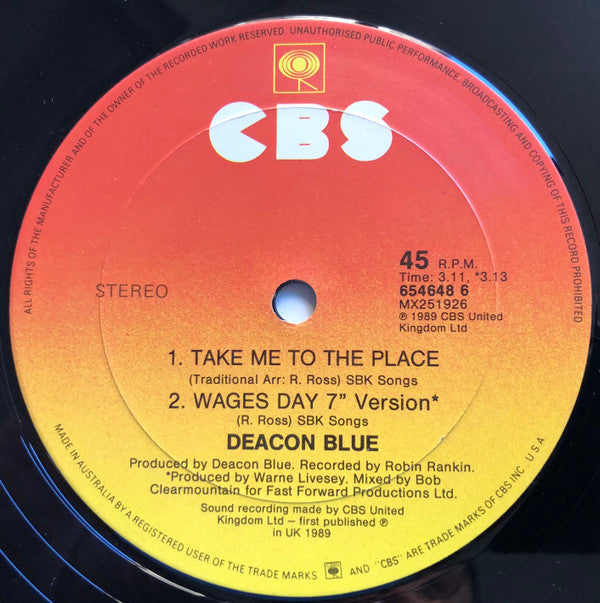 ALL RIGHTS OF THE MANUFACTURER AND OF THE OWNER OF THE RECORDED WORK RESERVED. UNAUTHORISED PUBLIC PERFORMANCE, BROADCASTING AND COPYING OF THIS RECORD PROHIBITED
CBS
45 R.P.M.
Time: 3.11, *3.13
STEREO
654648 6
MX251926
℗ 1989 CBS United
Kingdom Ltd
1. TAKE ME TO THE PLACE
(Traditional Arr: R. Ross) SBK Songs
2. WAGES DAY 7” Version*
(R. Ross) SBK Songs
DEACON BLUE
Produced by Deacon Blue. Recorded by Robin Rankin.
*Produced by Warne Livesey. Mixed by Bob
Clearmountain for Fast Forward Productions Ltd.
Sound recording made by CBS United
Kingdom Ltd – first published ℗
in UK 1989
MADE IN AUSTRALIA BY A REGISTERED USER OF THE TRADE MARKS AND "CBS" ARE TRADE MARKS OF CBS INC. U S A